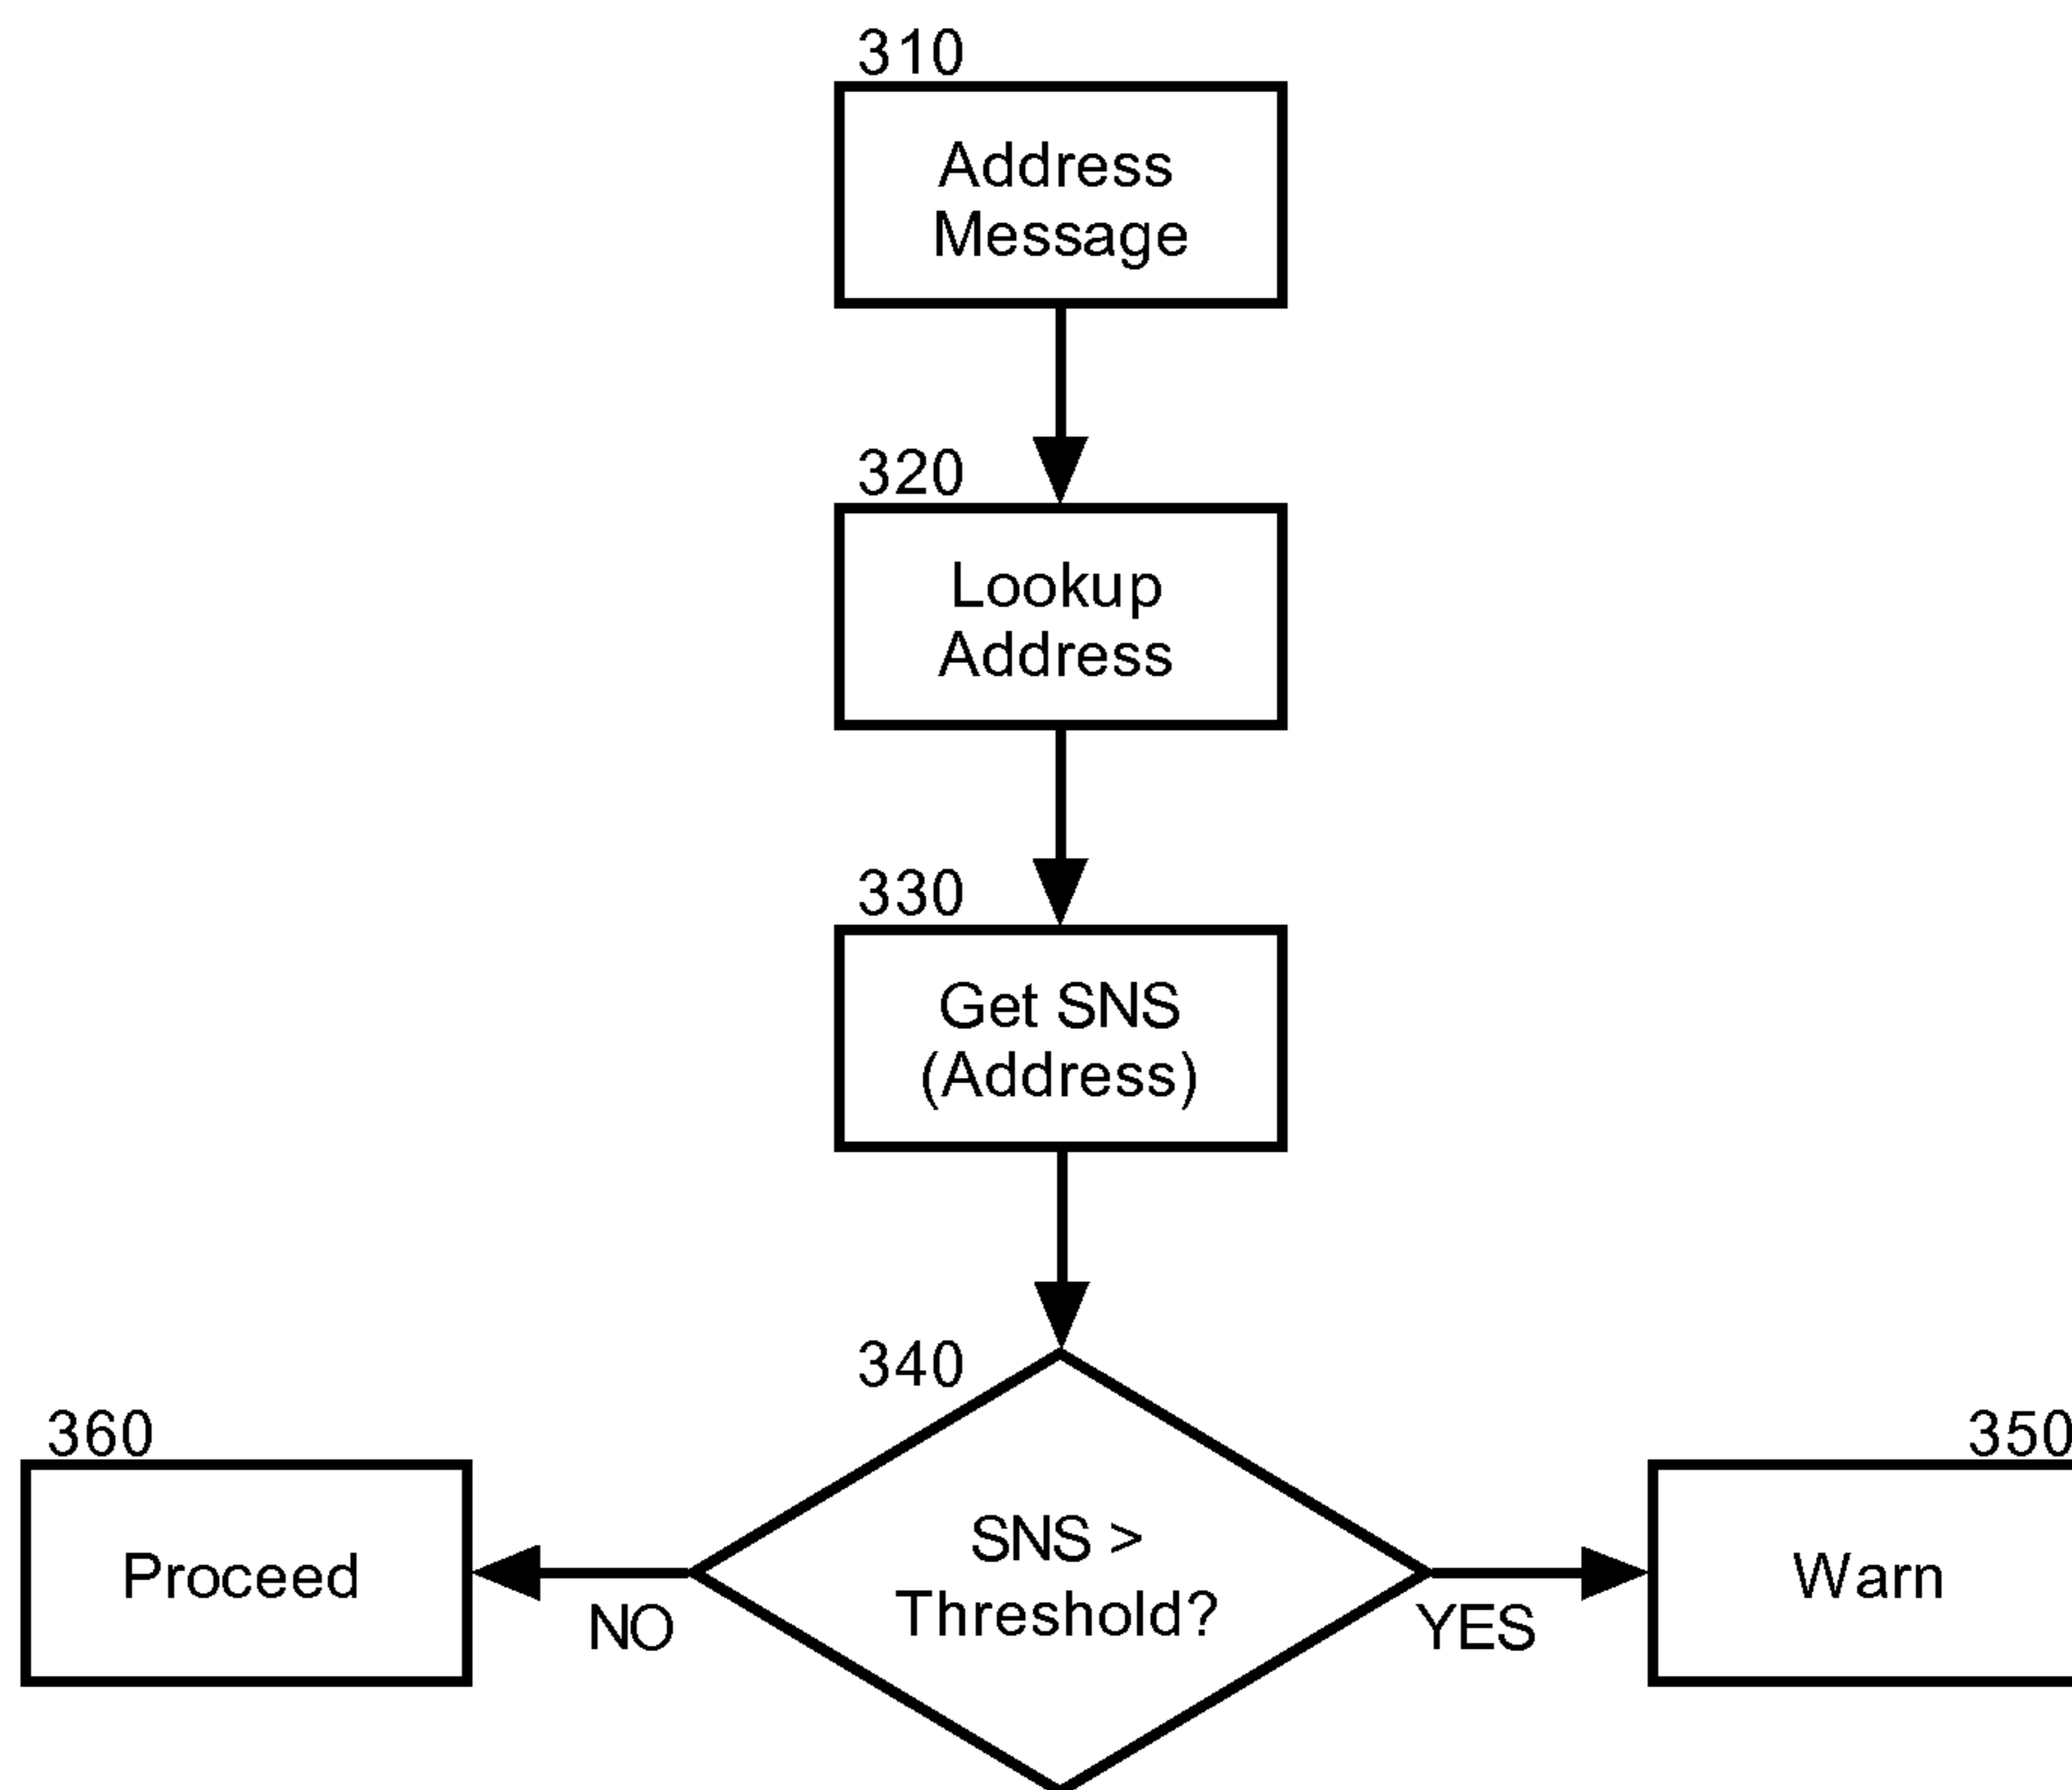 310
Address
Message
320
Lookup
Address
330
Get SNS
(Address)
340
SNS >
Threshold?
360
Proceed
NO
YES
350
Warn